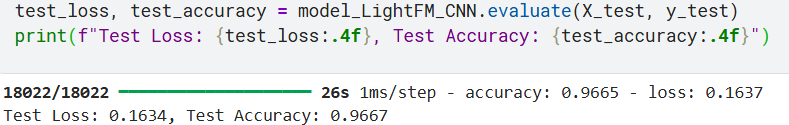 test_loss, test_accuracy = model_LightFM_CNN.evaluate(X_test, y_test)
print(f"Test Loss: {test_loss:.4f}, Test Accuracy: {test_accuracy:.4f}")
18022/18022 ━━━━━━━━━━━━━━━━━━━━ 26s 1ms/step - accuracy: 0.9665 - loss: 0.1637
Test Loss: 0.1634, Test Accuracy: 0.9667